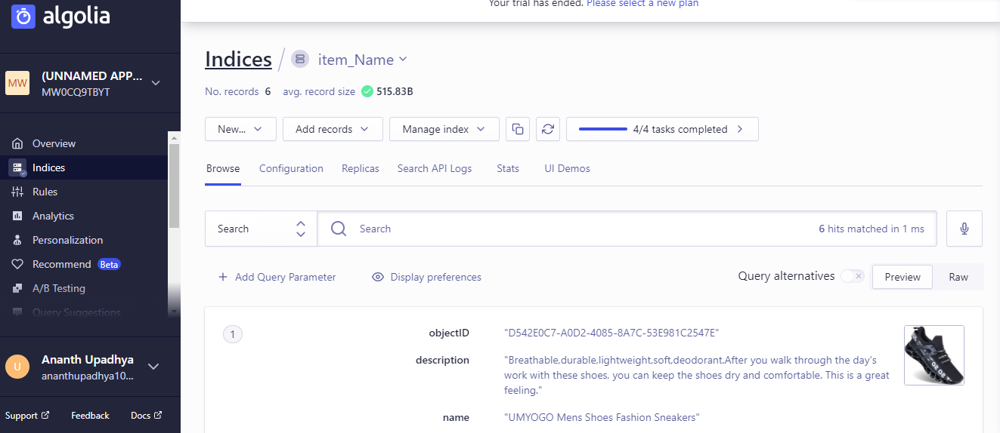 algolia
Your trial has ended. Please select a new plan
MW
(UNNAMED APP...
MW0CQ9TBYT
Overview
Indices
Rules
Analytics
Personalization
Recommend Beta
A/B Testing
Query Suggestions
U
Ananth Upadhya
ananthupadhya10...
Support
Feedback
Docs
Indices / item_Name
No. records 6 avg. record size 515.83B
New...
Add records
Manage index
4/4 tasks completed
Browse
Configuration
Replicas
Search API Logs
Stats
UI Demos
Search
Search
6 hits matched in 1 ms
Add Query Parameter
Display preferences
Query alternatives
Preview
Raw
1
objectID "D542E0C7-A0D2-4085-8A7C-53E981C2547E"
description "Breathable,durable,lightweight,soft,deodorant.After you walk through the day's
work with these shoes, you can keep the shoes dry and comfortable. This is a great
feeling."
name "UMYOGO Mens Shoes Fashion Sneakers"